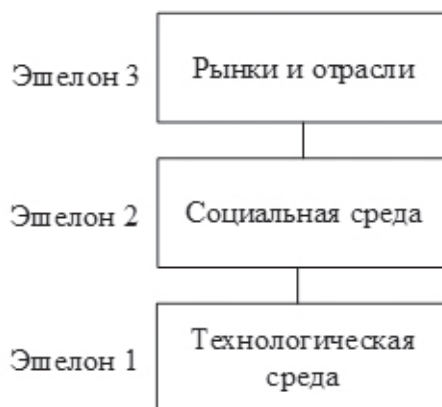 Эшелон 3
Рынки и отрасли
Эшелон 2
Социальная среда
Эшелон 1
Технологическая
среда